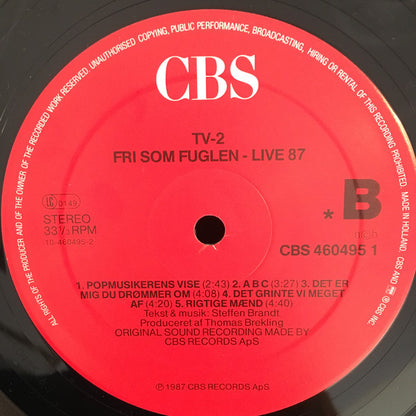 ALL RIGHTS OF THE PRODUCER AND OF THE OWNER OF THE RECORDED WORK RESERVED. UNAUTHORISED COPYING, PUBLIC PERFORMANCE, BROADCASTING, HIRING OR RENTAL OF THIS RECORDING PROHIBITED. MADE IN HOLLAND. CBS AND ® CBS INC.
CBS
TV-2
FRI SOM FUGLEN - LIVE 87
0149
STEREO
33⅓ RPM
10-460495-2
* B
CBS 460495 1
1. POPMUSIKERENS VISE (2:43) 2. A B C (3:27) 3. DET ER
MIG DU DRØMMER OM (4:08) 4. DET GRINTE VI MEGET
AF (4:20) 5. RIGTIGE MÆND (4:40)
Tekst & musik: Steffen Brandt
Produceret af Thomas Brekling
ORIGINAL SOUND RECORDING MADE BY
CBS RECORDS ApS
℗ 1987 CBS RECORDS ApS